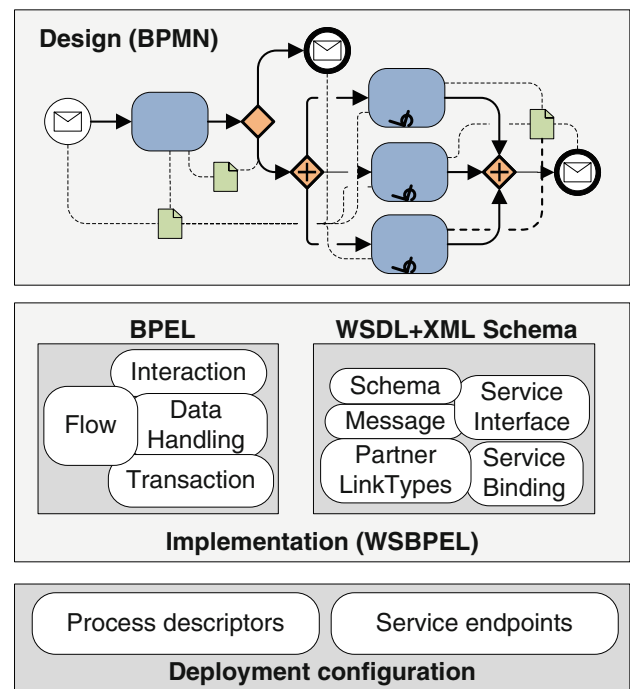 Design (BPMN)
BPEL
WSDL+XML Schema
Interaction
Flow
Data
Handling
Transaction
Schema
Message
Service
Interface
Partner
LinkTypes
Service
Binding
Implementation (WSBPEL)
Process descriptors
Service endpoints
Deployment configuration